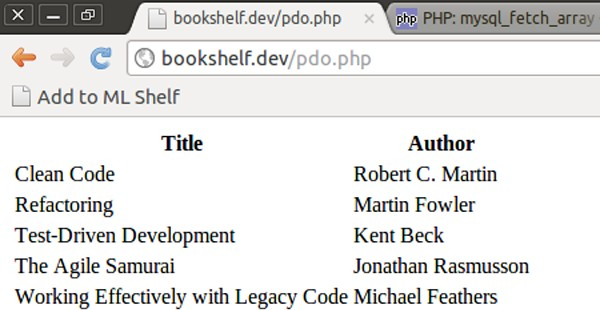 bookshelf.dev/pdo.php
php PHP: mysql_fetch_array
bookshelf.dev/pdo.php
Add to ML Shelf
Title Author
Clean Code Robert C. Martin
Refactoring Martin Fowler
Test-Driven Development Kent Beck
The Agile Samurai Jonathan Rasmusson
Working Effectively with Legacy Code Michael Feathers